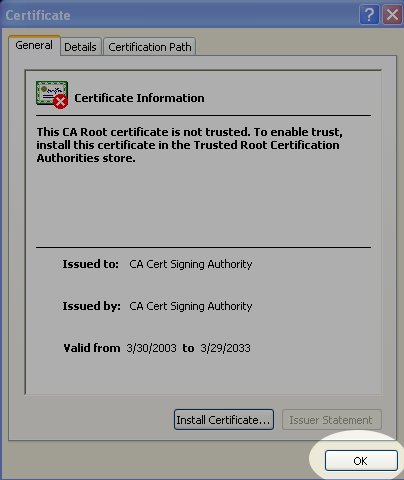 Certificate
General Details Certification Path
Certificate Information
This CA Root certificate is not trusted. To enable trust,
install this certificate in the Trusted Root Certification
Authorities store.
Issued to: CA Cert Signing Authority
Issued by: CA Cert Signing Authority
Valid from 3/30/2003 to 3/29/2033
Install Certificate... Issuer Statement
OK